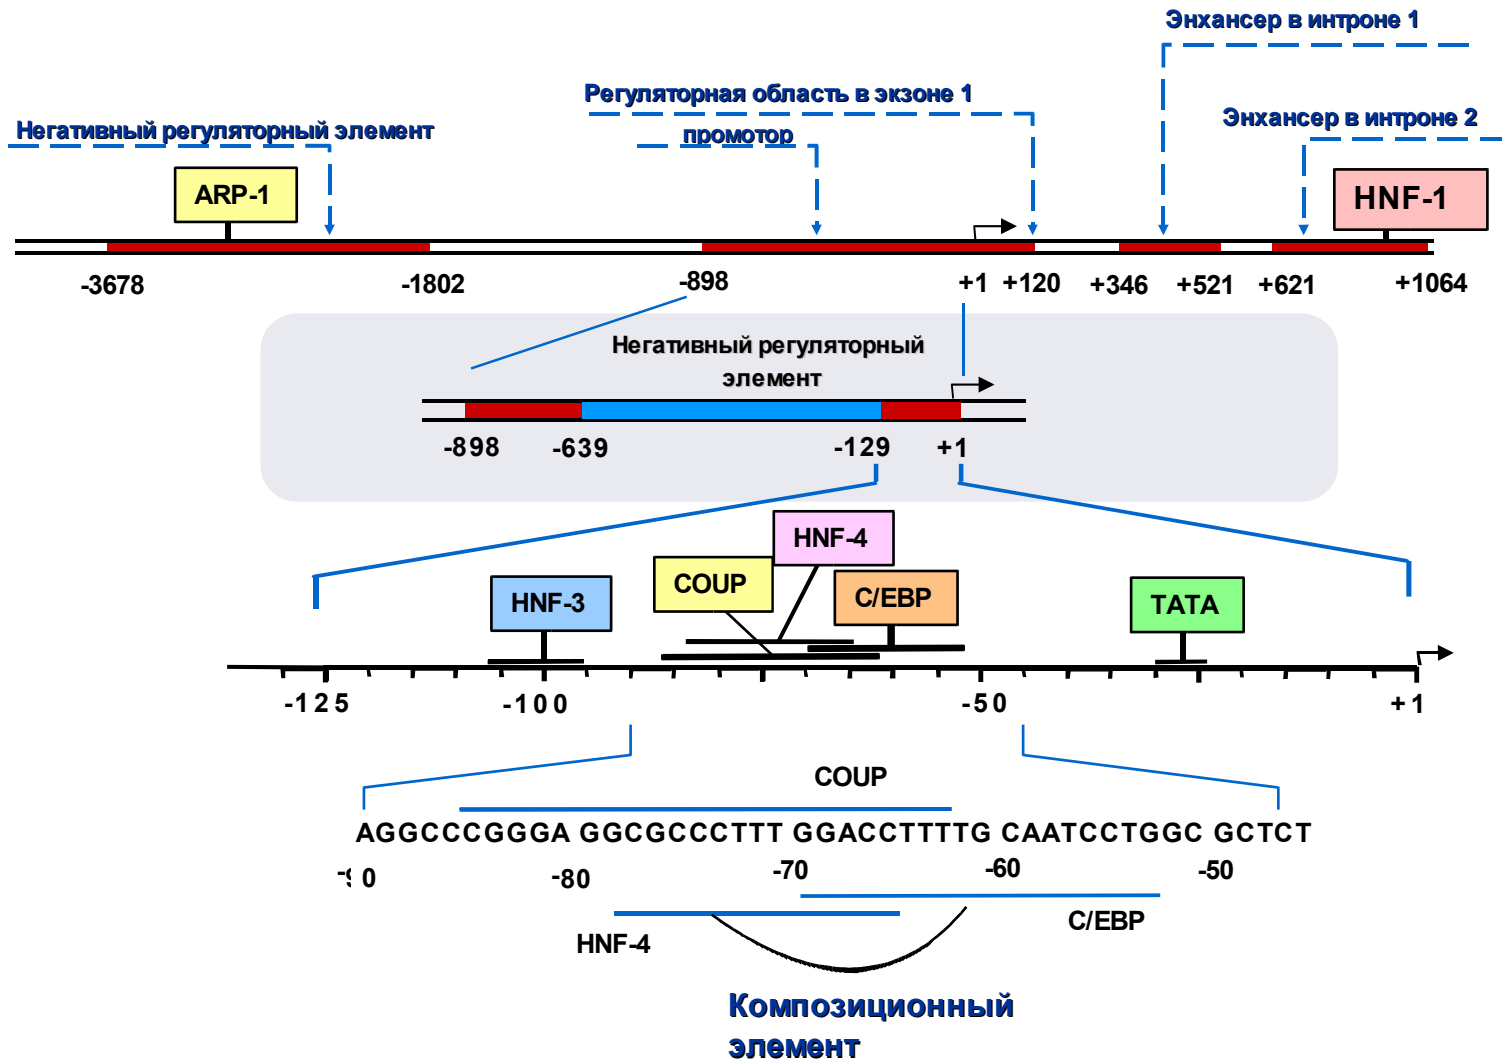 Энхансер в интроне 1
Регуляторная область в экзоне 1
Энхансер в интроне 2
Негативный регуляторный элемент
промотор
ARP-1
HNF-1
-3678
-1802
-898
+1
+120
+346
+521
+621
+1064
Негативный регуляторный
элемент
-898
-639
-129
+1
HNF-4
COUP
C/EBP
HNF-3
TATA
-125
-100
-50
+1
COUP
AGGCCCGGGA GGCGCCCTTT GGACCTTTTG CAATCCTGGC GCTCT
-90
-80
-70
-60
-50
C/EBP
HNF-4
Композиционный
элемент